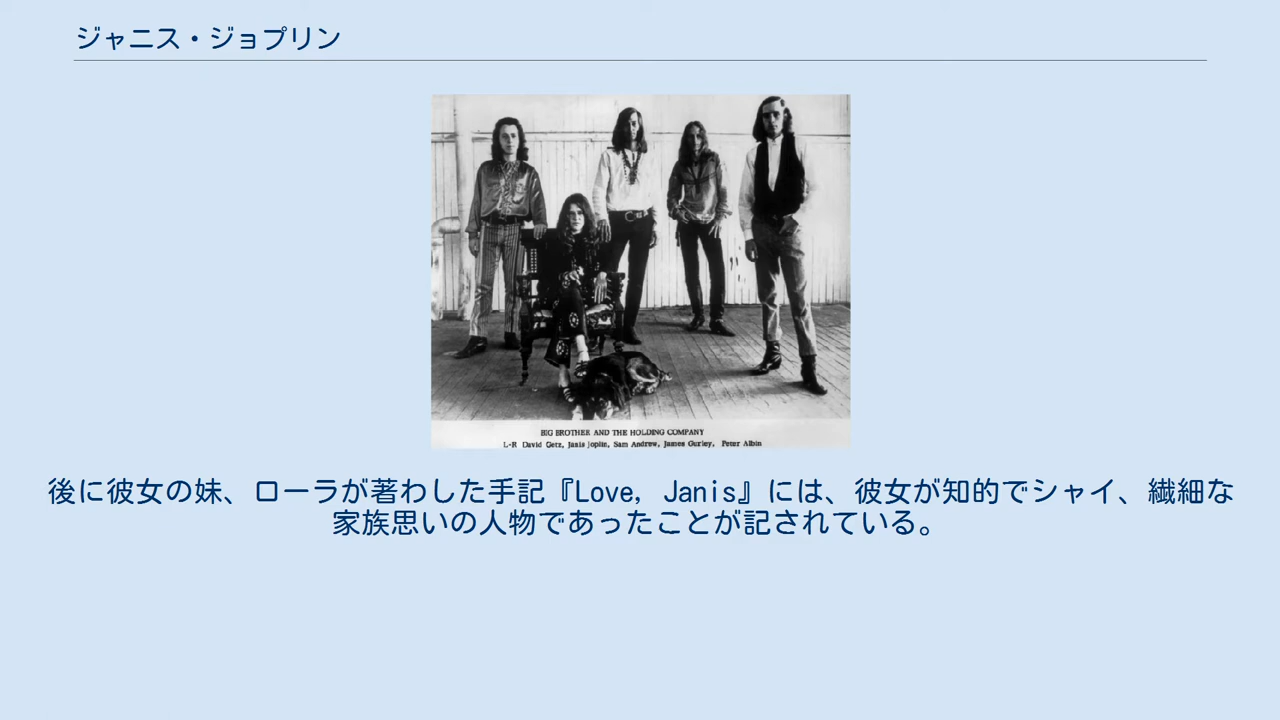 ジャニス・ジョプリン
BIG BROTHER AND THE HOLDING COMPANY
L-R David Getz, Janis Joplin, Sam Andrew, James Gurley, Peter Albin
後に彼女の妹、ローラが著わした手記『Love, Janis』には、彼女が知的でシャイ、繊細な
家族思いの人物であったことが記されている。